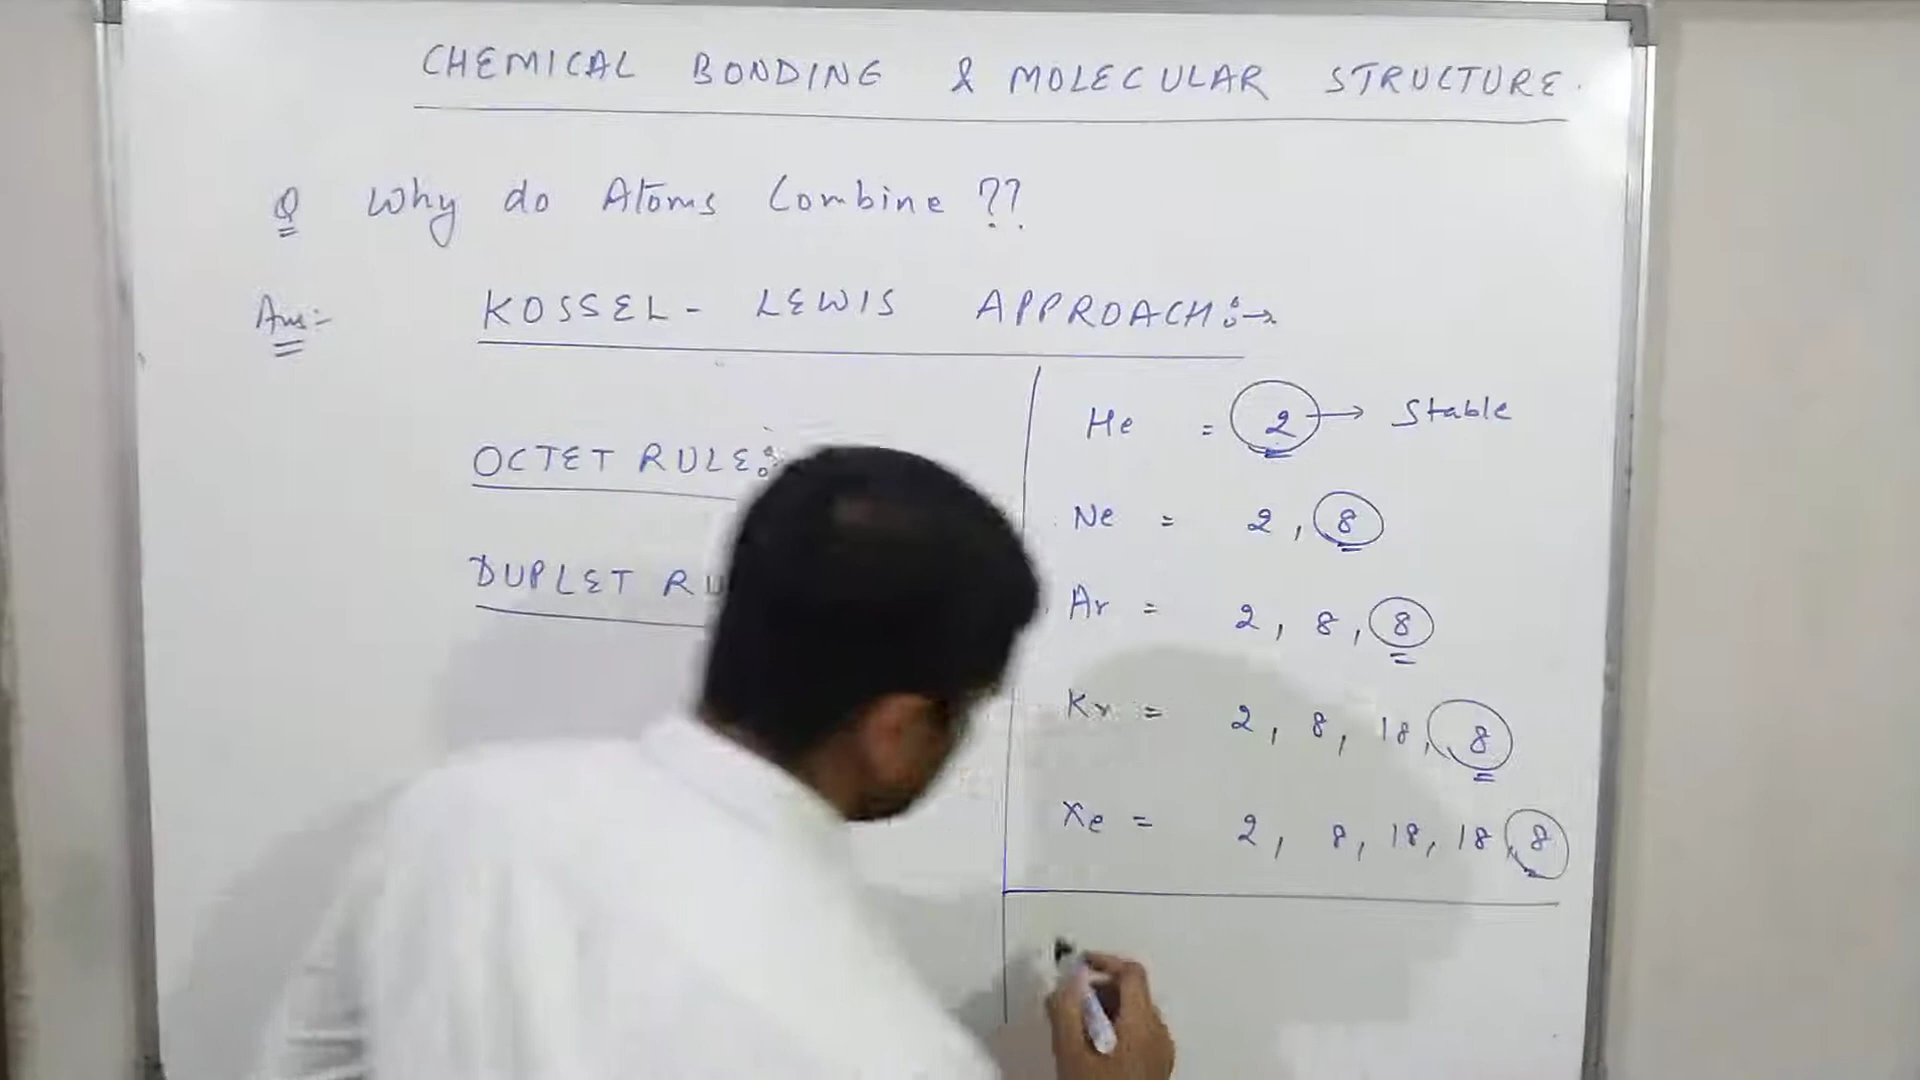 CHEMICAL BONDING & MOLECULAR STRUCTURE.
Q Why do Atoms Combine ??
Ans:- KOSSEL - LEWIS APPROACH:→
OCTET RULE:
DUPLET RU
He = 2 → Stable
Ne = 2, 8
Ar = 2, 8, 8
Kr = 2, 8, 18, 8
Xe = 2, 8, 18, 18, 8